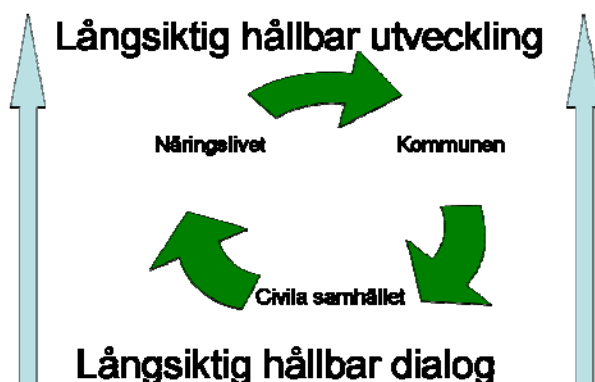 Långsiktig hållbar utveckling
Näringslivet
Kommunen
Civila samhället
Långsiktig hållbar dialog